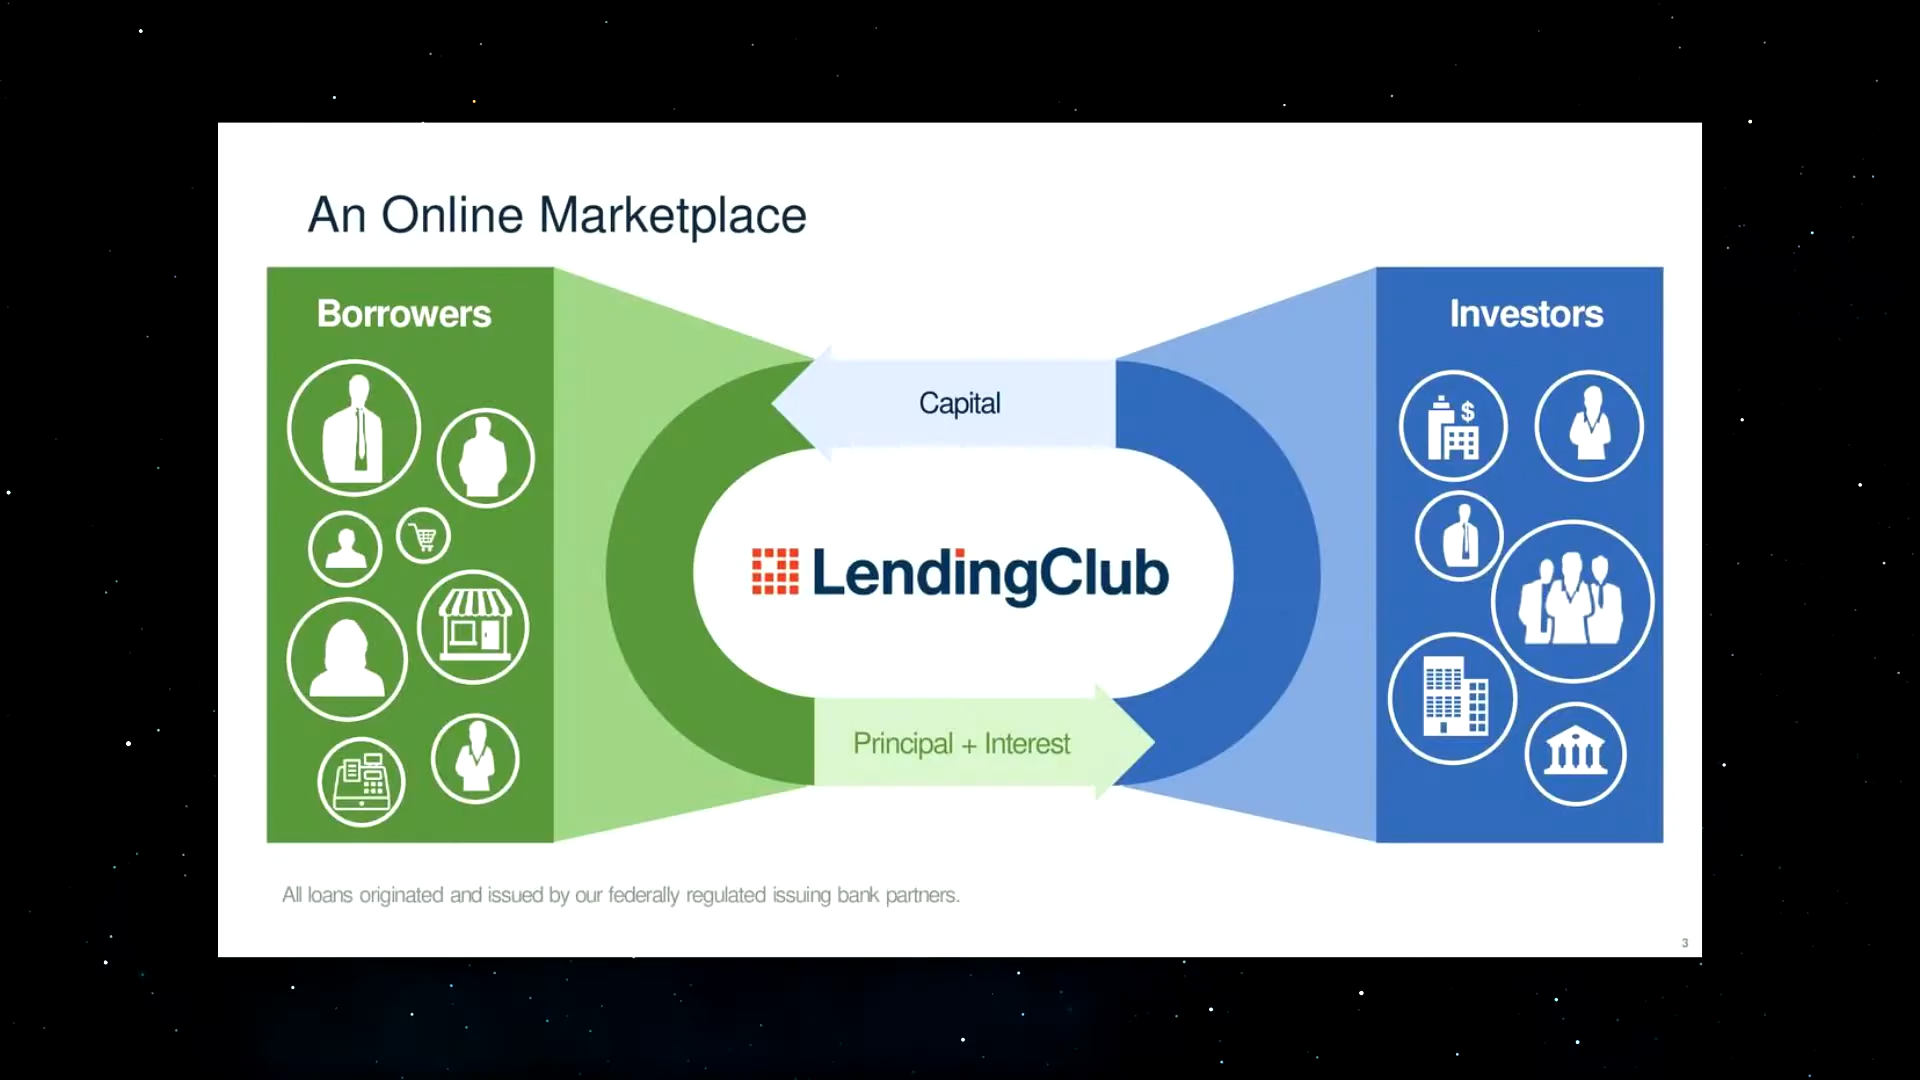 An Online Marketplace
Borrowers
Investors
Capital
$
LendingClub
Principal + Interest
All loans originated and issued by our federally regulated issuing bank partners.
3